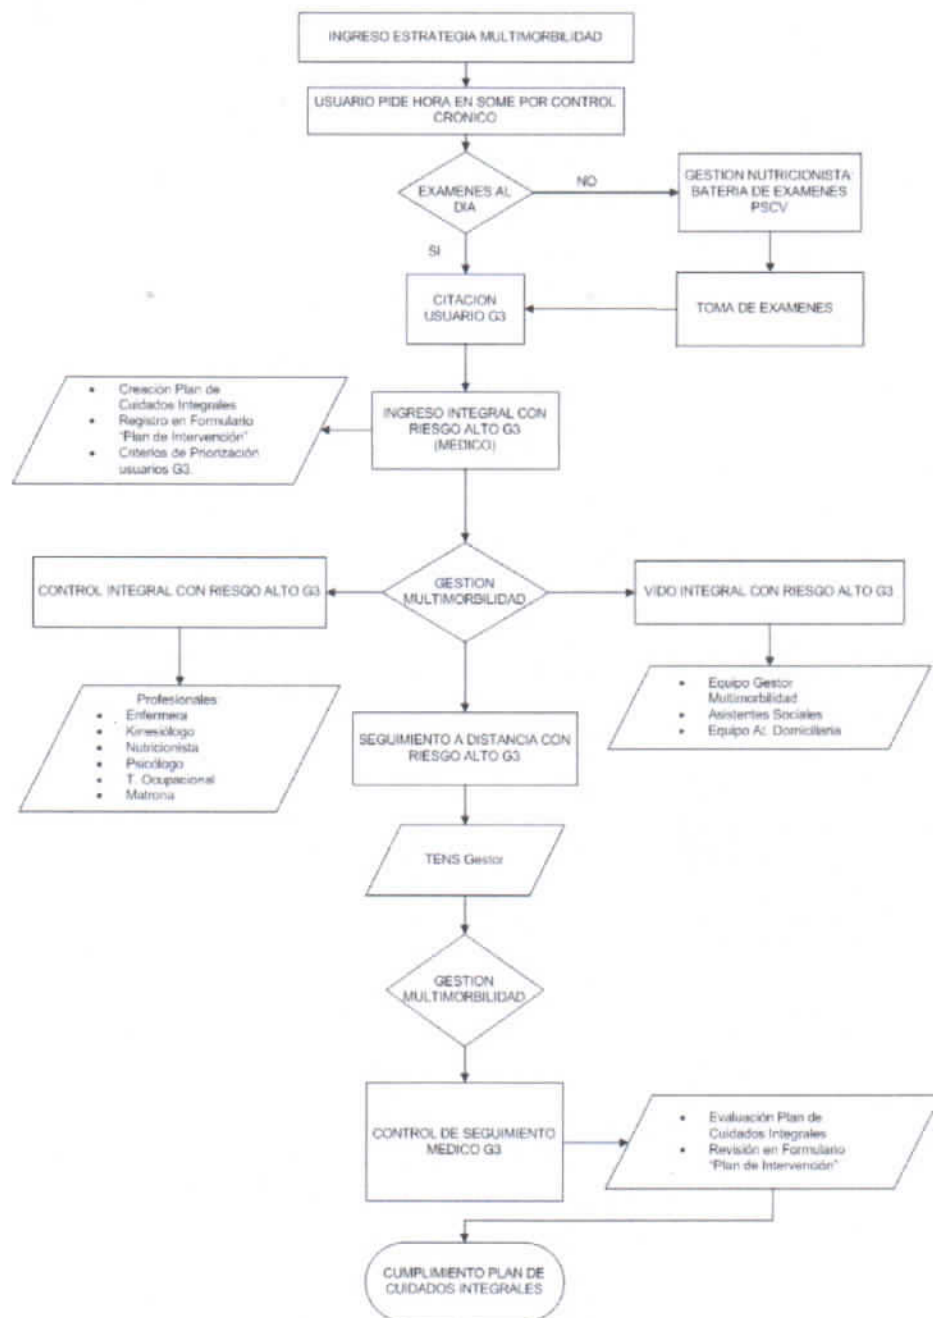 INGRESO ESTRATEGIA MULTIMORBILIDAD
USUARIO PIDE HORA EN SOME POR CONTROL
CRONICO
EXAMENES AL
DIA
NO
GESTION NUTRICIONISTA
BATERIA DE EXAMENES
PSCV
SI
CITACION
USUARIO G3
TOMA DE EXAMENES
• Creación Plan de
Cuidados Integrales
• Registro en Formulario
"Plan de Intervención"
• Criterios de Priorización
usuarios G3.
INGRESO INTEGRAL CON
RIESGO ALTO G3
(MEDICO)
CONTROL INTEGRAL CON RIESGO ALTO G3
GESTION
MULTIMORBILIDAD
VIDO INTEGRAL CON RIESGO ALTO G3
Profesionales
• Enfermera
• Kinesiólogo
• Nutricionista
• Psicólogo
• T. Ocupacional
• Matrona
• Equipo Gestor
Multimorbilidad
• Asistentes Sociales
• Equipo At. Domiciliaria
SEGUIMIENTO A DISTANCIA CON
RIESGO ALTO G3
TENS Gestor
GESTION
MULTIMORBILIDAD
CONTROL DE SEGUIMIENTO
MEDICO G3
• Evaluación Plan de
Cuidados Integrales
• Revisión en Formulario
"Plan de Intervención"
CUMPLIMIENTO PLAN DE
CUIDADOS INTEGRALES